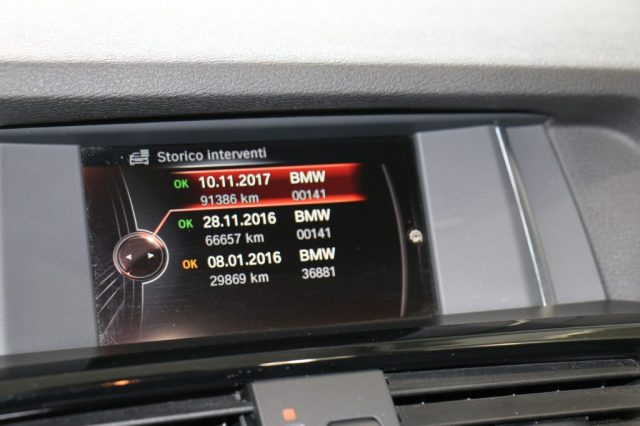 Storico interventi
OK 10.11.2017 BMW
91386 km 00141
OK 28.11.2016 BMW
66657 km 00141
OK 08.01.2016 BMW
29869 km 36881